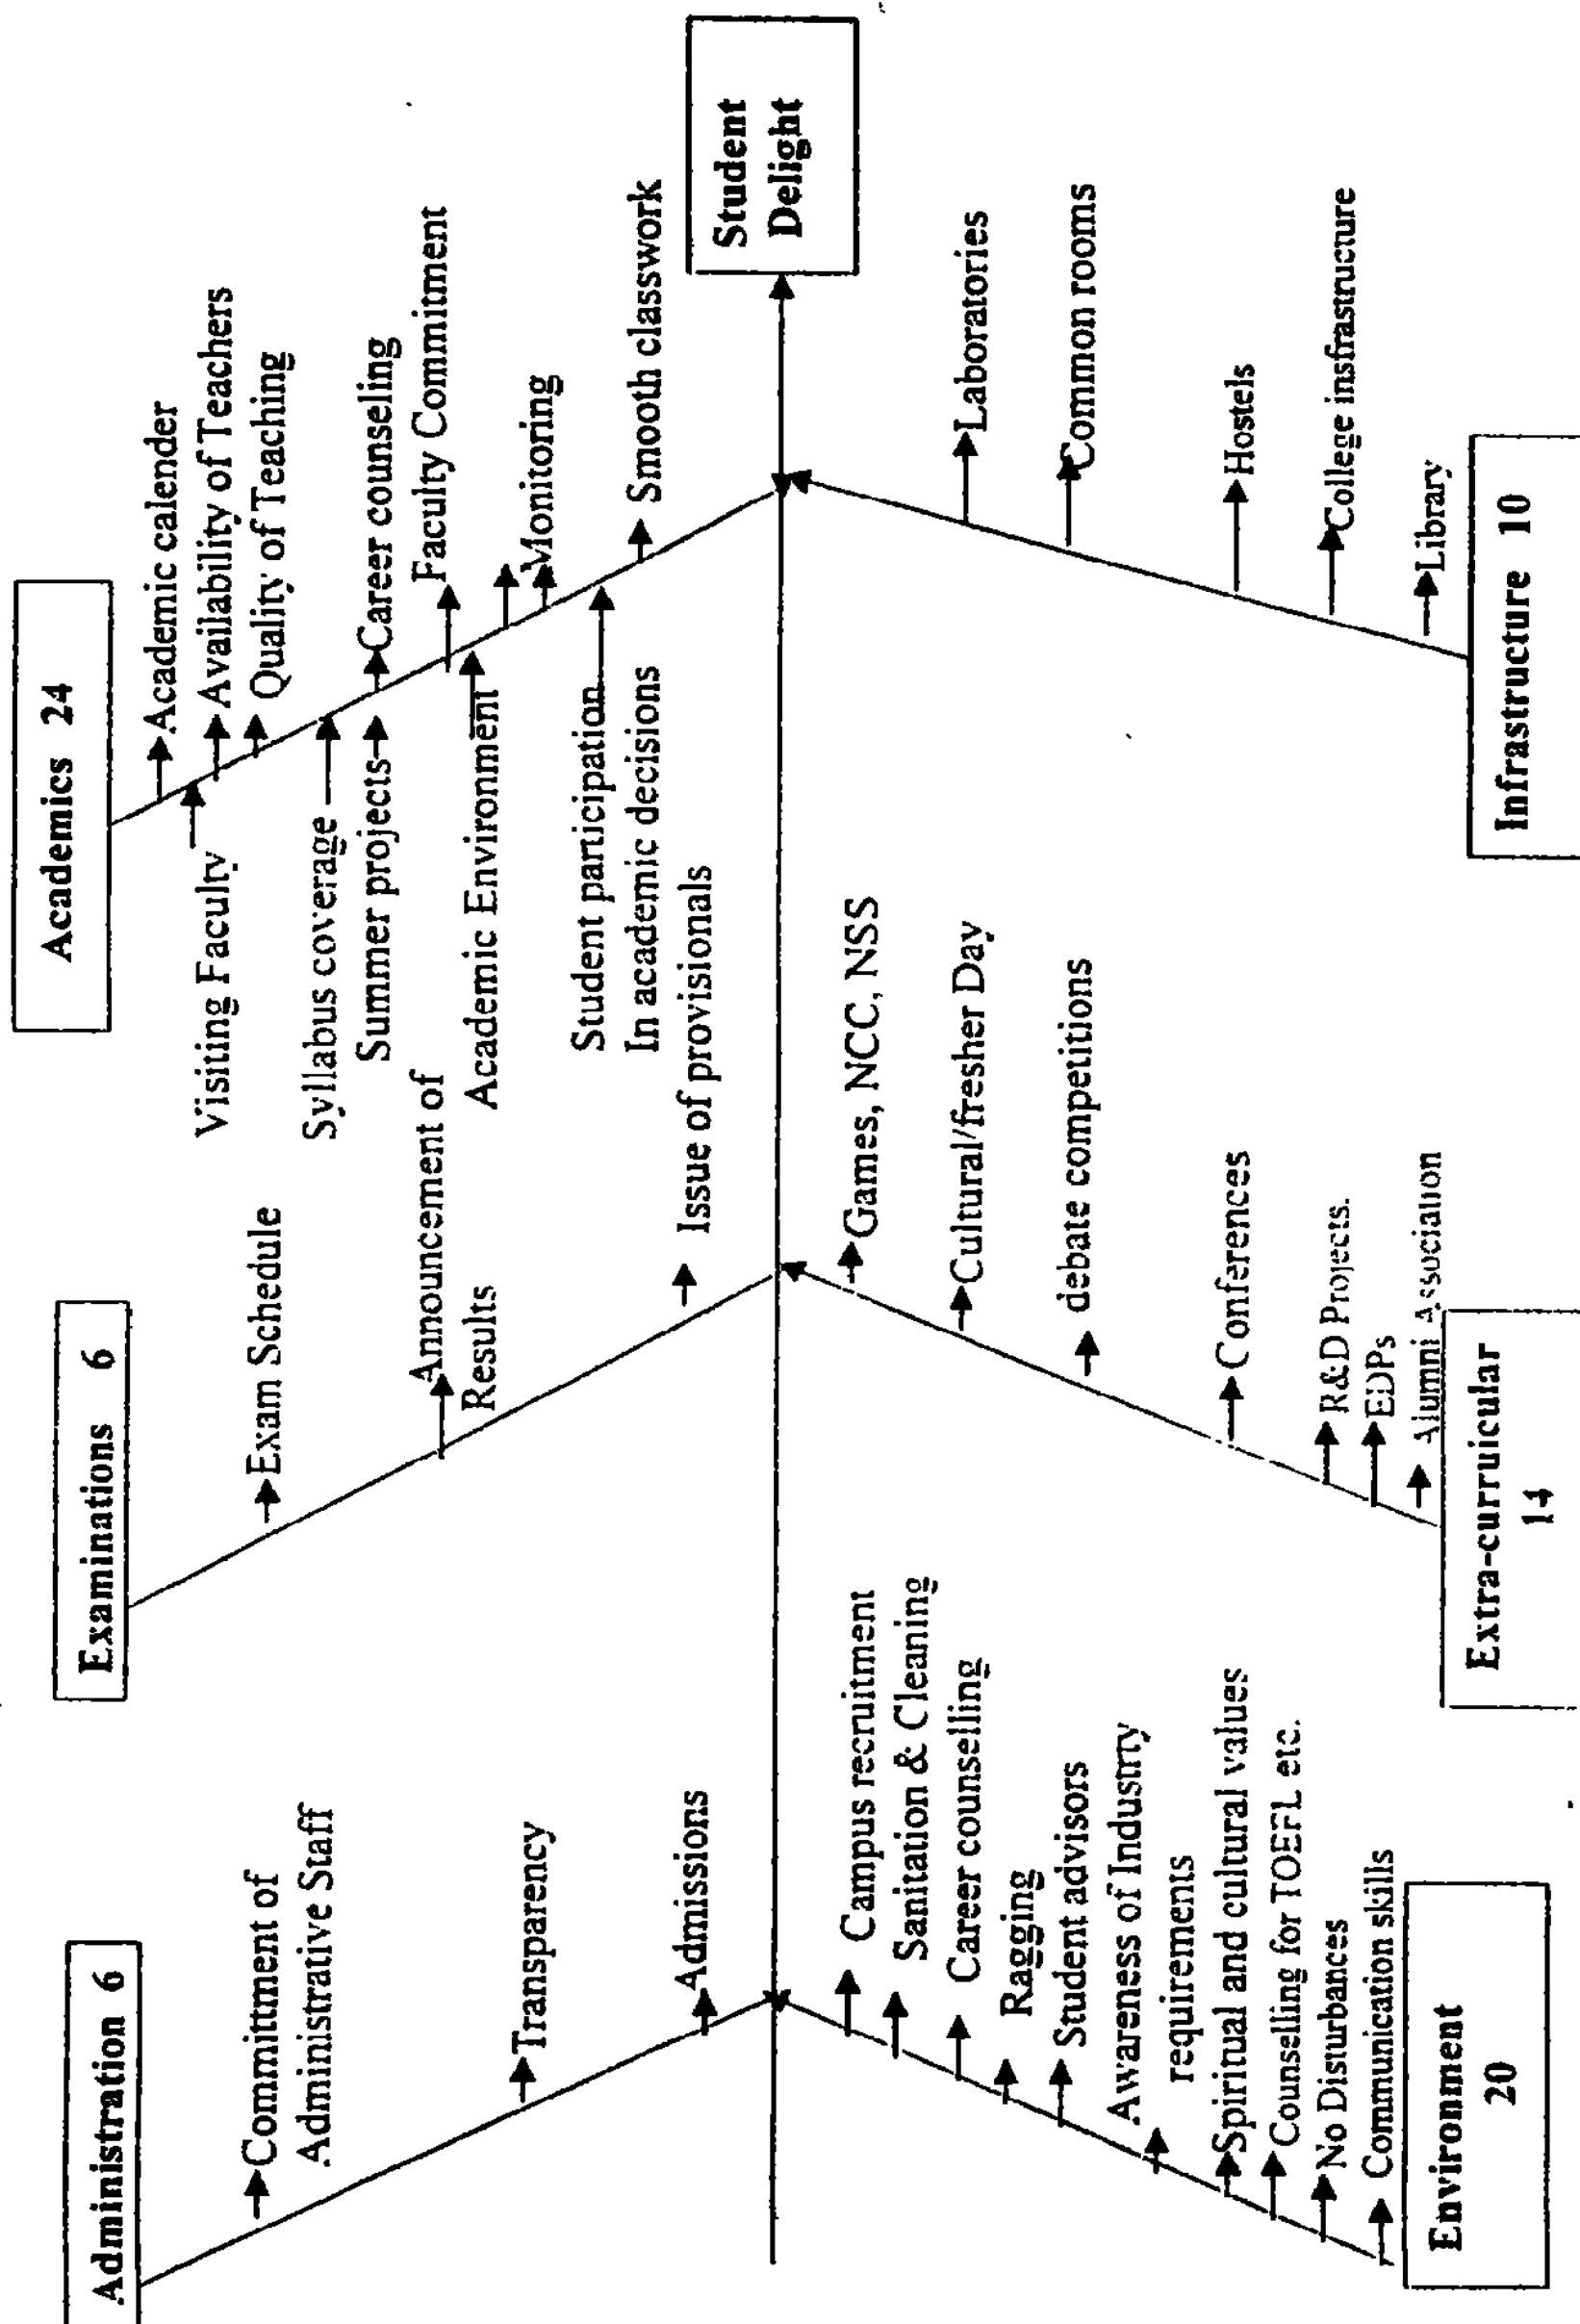 Administration 6
Committment of
Administrative Staff
Transparency
Admissions
Examinations 6
Exam Schedule
Announcement of
Results
Issue of provisionals
Academics 24
Academic calender
Availability of Teachers
Quality of Teaching
Career counseling
Faculty Commitment
Monitoring
Smooth classwork
Visiting Faculty
Syllabus coverage
Summer projects
Academic Environment
Student participation
In academic decisions
Student
Delight
Campus recruitment
Sanitation & Cleaning
Career counselling
Ragging
Student advisors
Awareness of Industry
requirements
Spiritual and cultural values
Counselling for TOEFL etc.
No Disturbances
Communication skills
Environment
20
Games, NCC, NSS
Cultural/fresher Day
debate competitions
Conferences
R&D Projects.
EDPs
Alumni Association
Extra-curruicular
14
Laboratories
Common rooms
Hostels
College insfrastructure
Library
Infrastructure 10